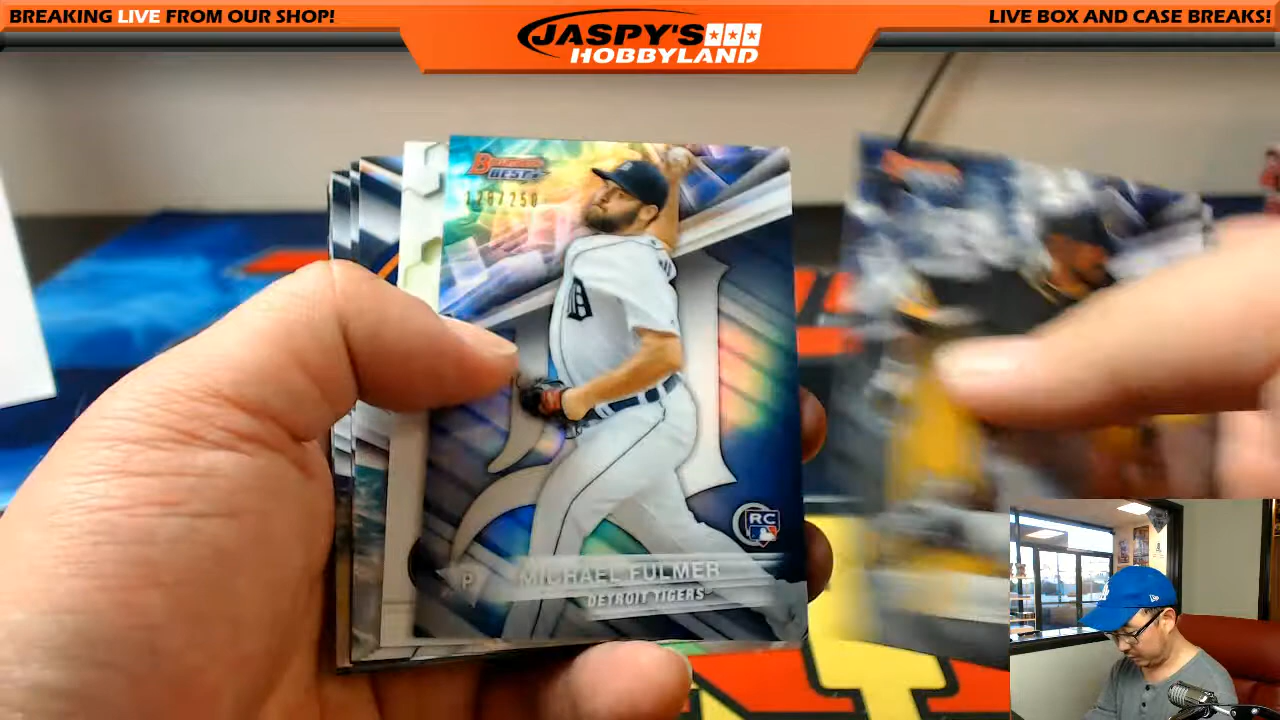 BREAKING LIVE FROM OUR SHOP!
JASPY'S
HOBBYLAND
LIVE BOX AND CASE BREAKS!
BOWMAN'S
BEST
/250
RC
P
MICHAEL FULMER
DETROIT TIGERS